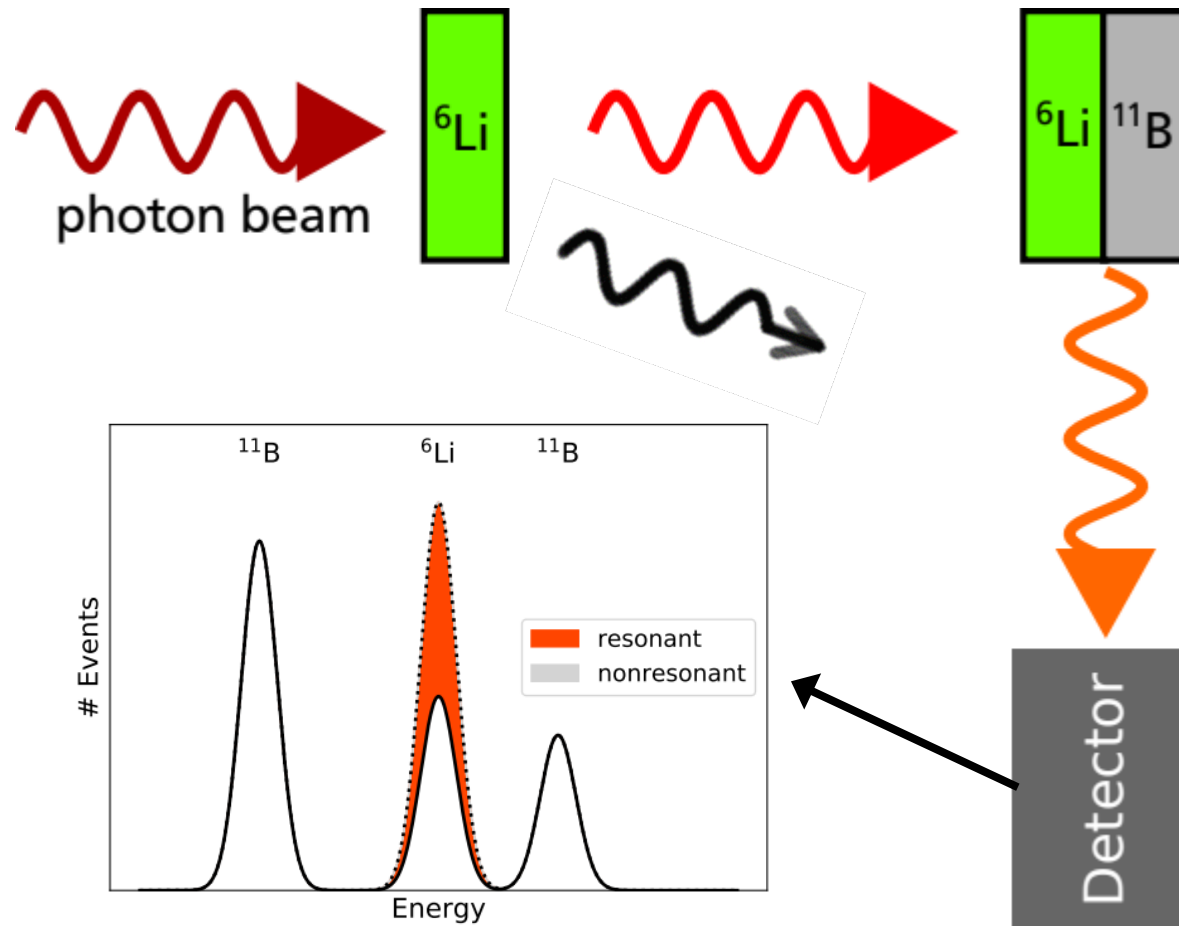 ⁶Li
⁶Li
¹¹B
photon beam
¹¹B
⁶Li
¹¹B
# Events
resonant
nonresonant
Energy
Detector